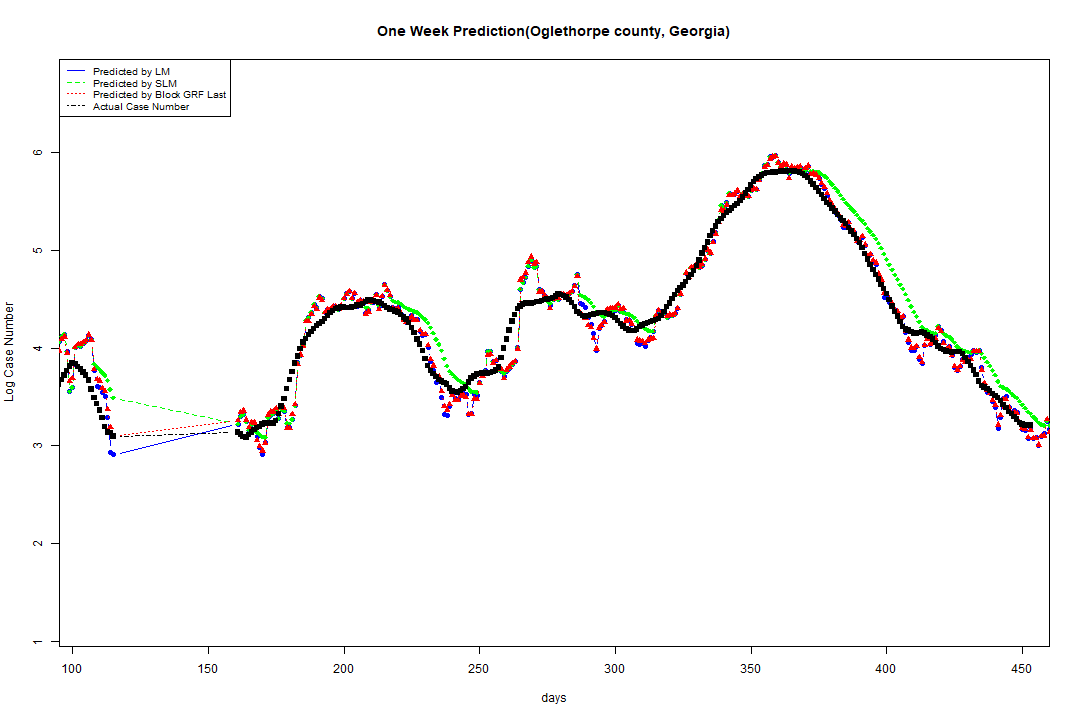 One Week Prediction(Oglethorpe county, Georgia)
Predicted by LM
Predicted by SLM
Predicted by Block GRF Last
Actual Case Number
Log Case Number
6
5
4
3
2
1
100 150 200 250 300 350 400 450
days